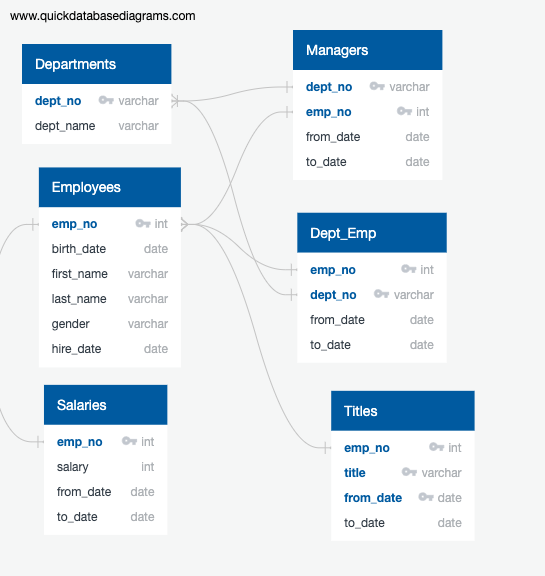 www.quickdatabasediagrams.com
Departments
dept_no varchar
dept_name varchar
Managers
dept_no varchar
emp_no int
from_date date
to_date date
Employees
emp_no int
birth_date date
first_name varchar
last_name varchar
gender varchar
hire_date date
Dept_Emp
emp_no int
dept_no varchar
from_date date
to_date date
Salaries
emp_no int
salary int
from_date date
to_date date
Titles
emp_no int
title varchar
from_date date
to_date date